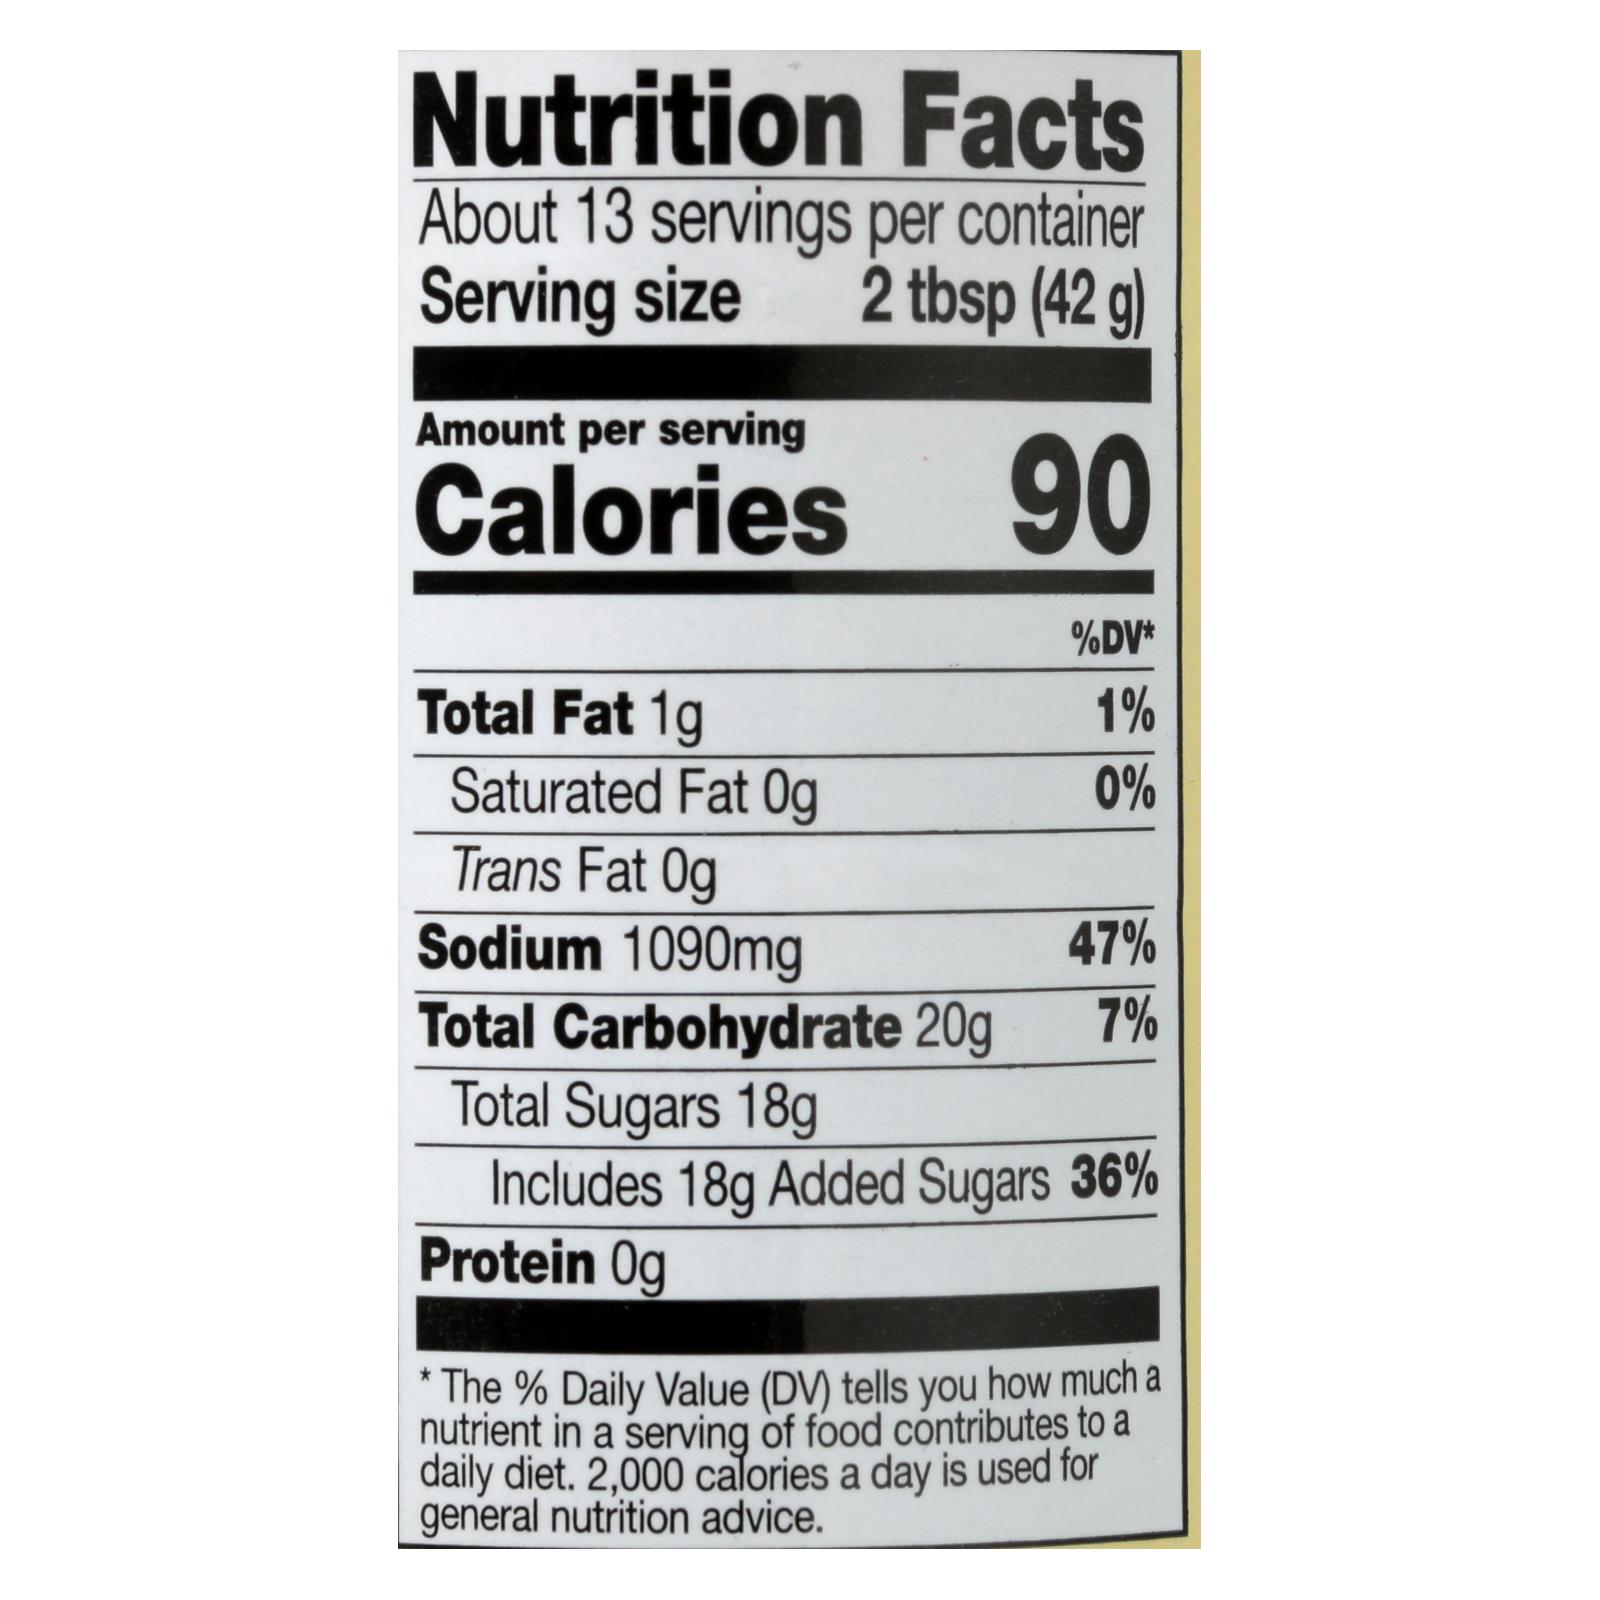 Nutrition Facts
About 13 servings per container
Serving size 2 tbsp (42 g)
Amount per serving
Calories 90
%DV*
Total Fat 1g 1%
Saturated Fat 0g 0%
Trans Fat 0g
Sodium 1090mg 47%
Total Carbohydrate 20g 7%
Total Sugars 18g
Includes 18g Added Sugars 36%
Protein 0g
* The % Daily Value (DV) tells you how much a
nutrient in a serving of food contributes to a
daily diet. 2,000 calories a day is used for
general nutrition advice.